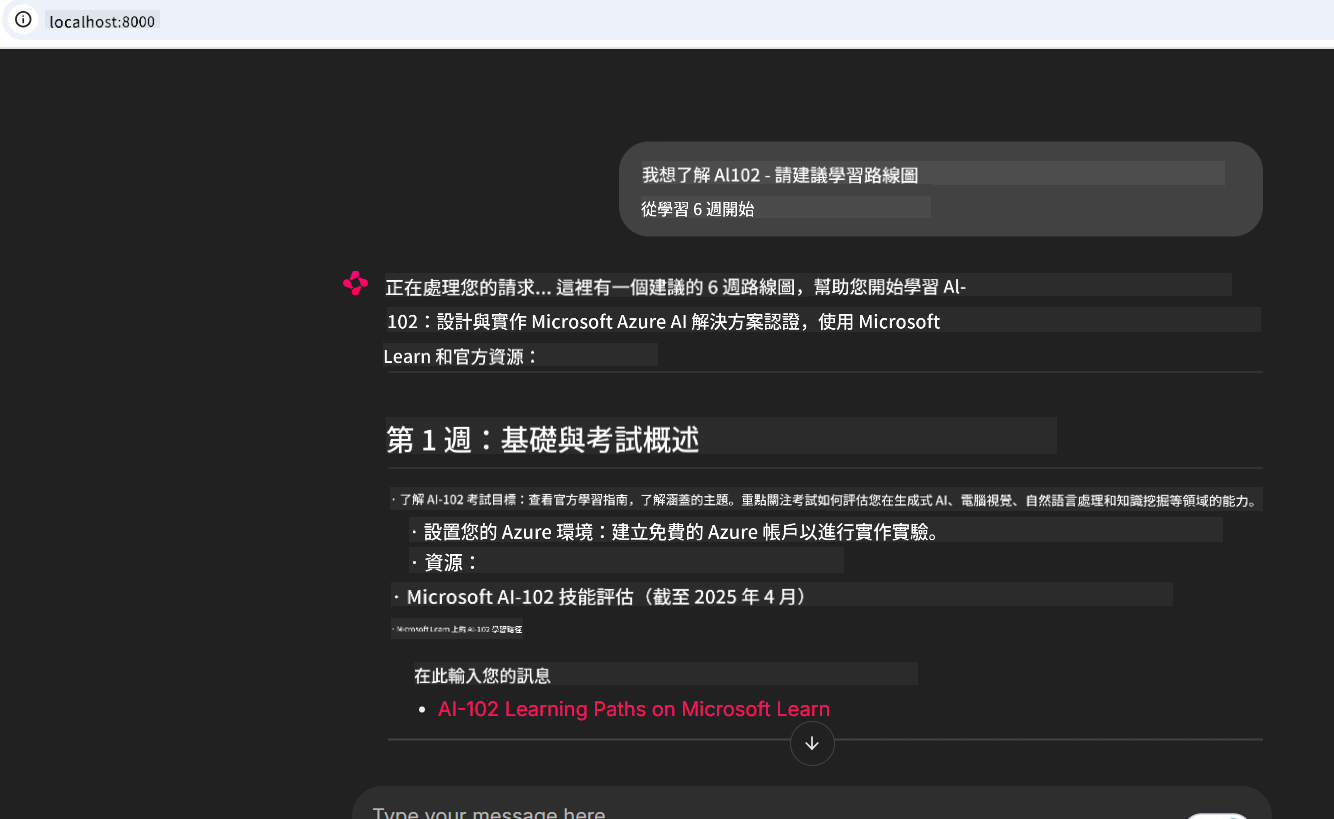 localhost:8000
我想了解 Al102 - 請建議學習路線圖
從學習 6 週開始
正在處理您的請求... 這裡有一個建議的 6 週路線圖，幫助您開始學習 Al-
102：設計與實作 Microsoft Azure AI 解決方案認證，使用 Microsoft
Learn 和官方資源：
第 1 週：基礎與考試概述
· 了解 AI-102 考試目標：查看官方學習指南，了解涵蓋的主題。重點關注考試如何評估您在生成式 AI、電腦視覺、自然語言處理和知識挖掘等領域的能力。
· 設置您的 Azure 環境：建立免費的 Azure 帳戶以進行實作實驗。
· 資源：
· Microsoft AI-102 技能評估（截至 2025 年 4 月）
· Microsoft Learn 上的 AI-102 學習路徑
在此輸入您的訊息
• AI-102 Learning Paths on Microsoft Learn
Type your message here